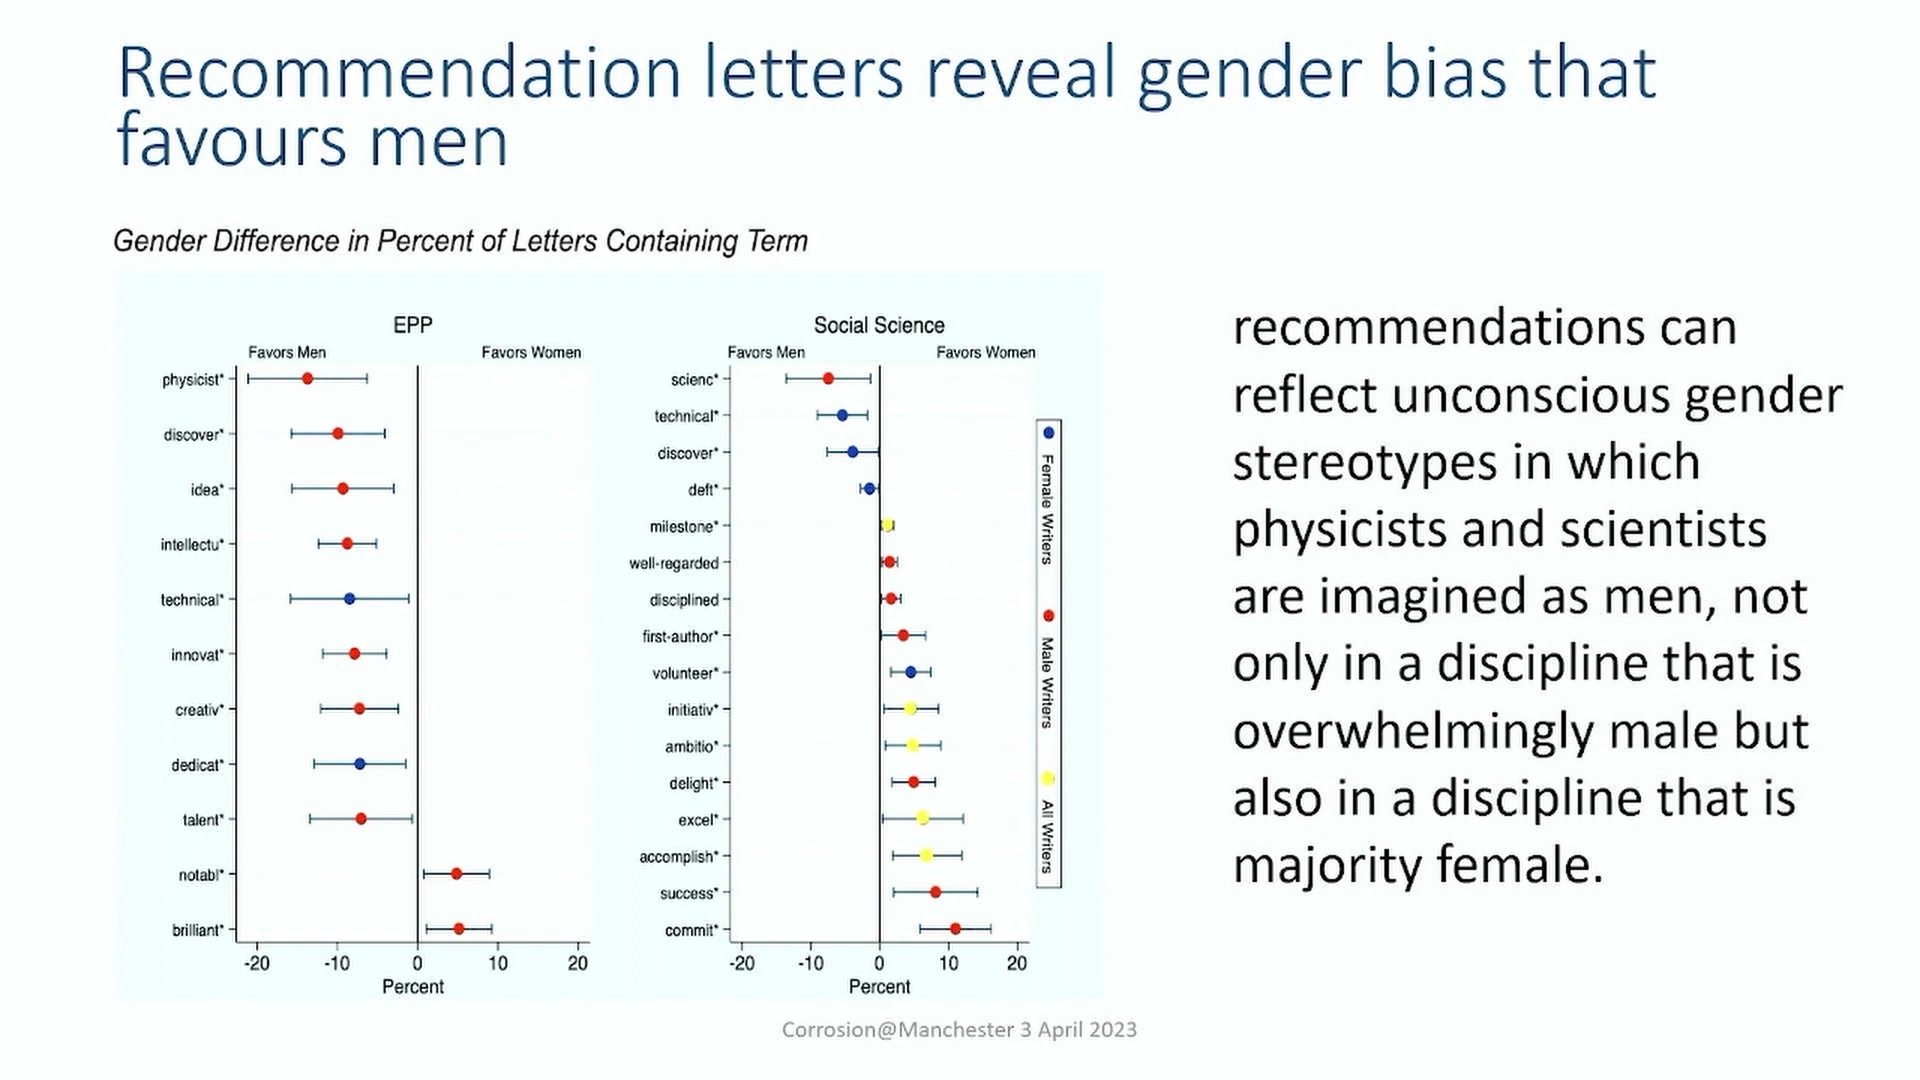 Recommendation letters reveal gender bias that
favours men
Gender Difference in Percent of Letters Containing Term
EPP
Favors Men
Favors Women
physicist*
discover*
idea*
intellectu*
technical*
innovat*
creativ*
dedicat*
talent*
notabl*
brilliant*
-20
-10
0
10
20
Percent
Social Science
Favors Men
Favors Women
scienc*
technical*
discover*
deft*
milestone*
well-regarded
disciplined
first-author*
volunteer*
initiativ*
ambitio*
delight*
excel*
accomplish*
success*
commit*
-20
-10
0
10
20
Percent
Female Writers
Male Writers
All Writers
recommendations can
reflect unconscious gender
stereotypes in which
physicists and scientists
are imagined as men, not
only in a discipline that is
overwhelmingly male but
also in a discipline that is
majority female.
Corrosion@Manchester 3 April 2023